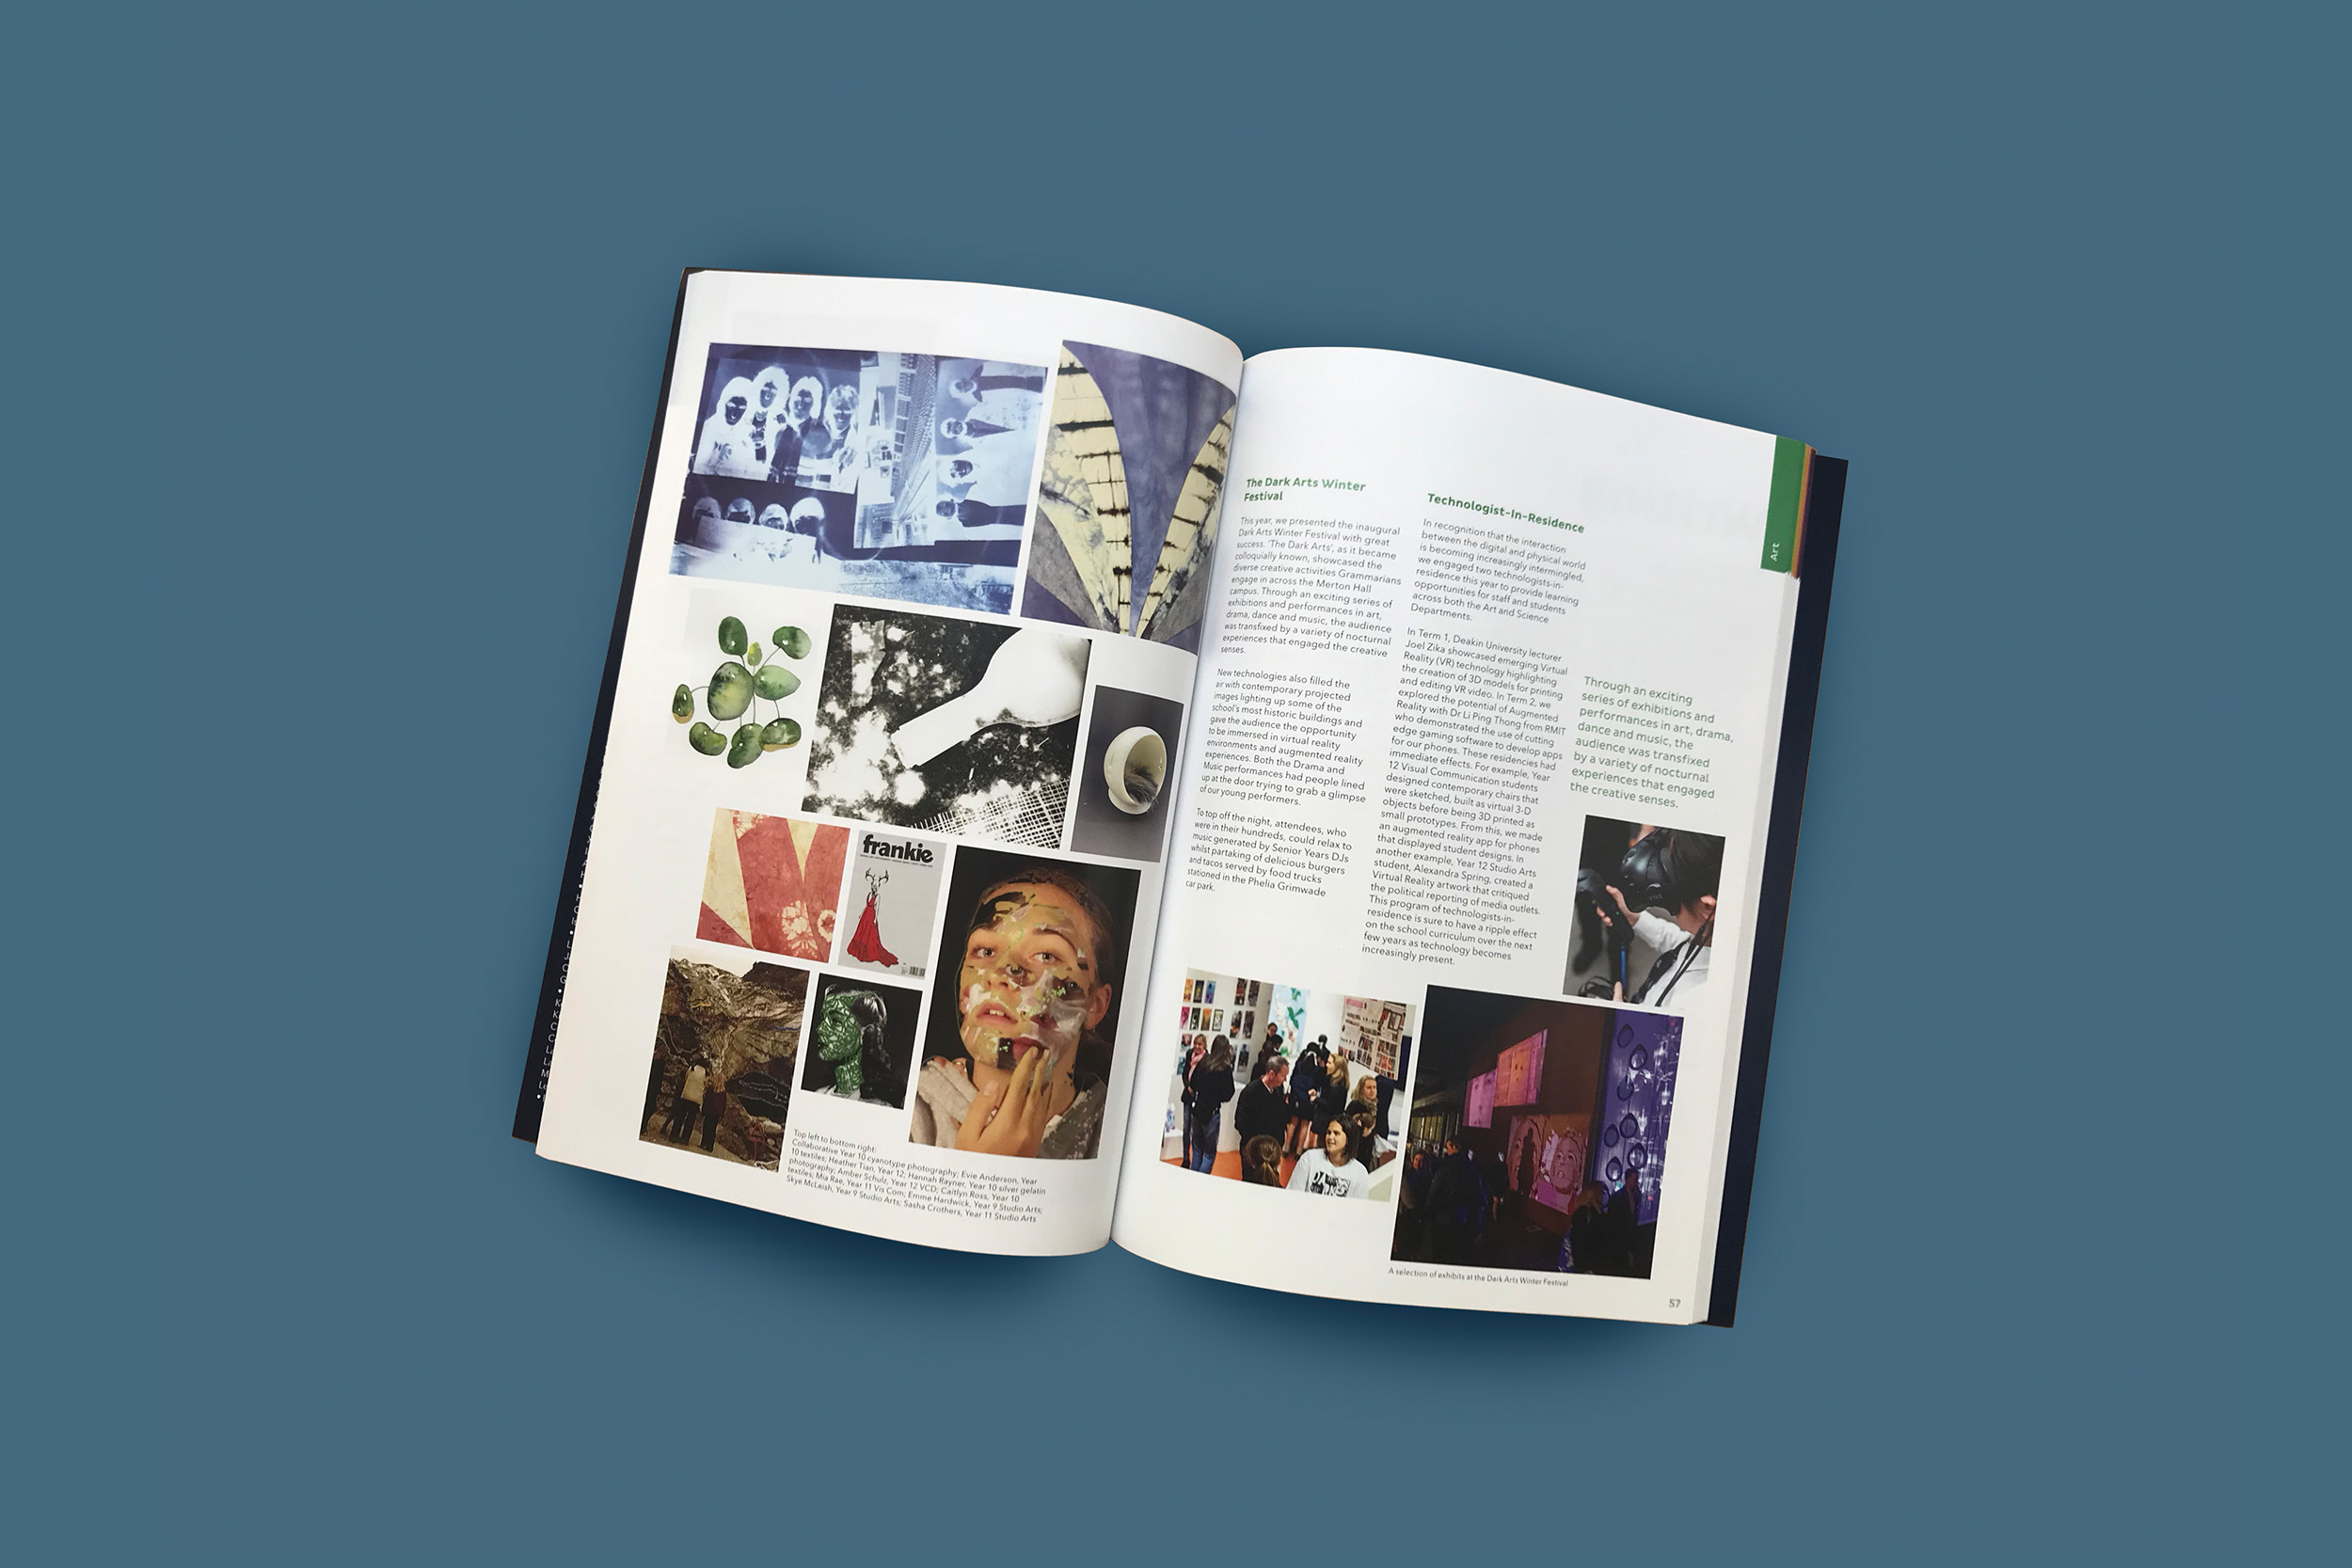 frankie
Top left to bottom right:
Collaborative Year 10 cyanotype photography; Evie Anderson, Year
10 textiles; Heather Tian, Year 12; Hannah Rayner, Year 10 silver gelatin
photography; Amber Schulz, Year 12 VCD; Caitlyn Ross, Year 10
textiles; Mia Rae, Year 11 Vis Com; Emme Hardwick, Year 9 Studio Arts;
Skye McLeish, Year 9 Studio Arts; Sasha Crothers, Year 11 Studio Arts
The Dark Arts Winter
Festival
This year, we presented the inaugural
Dark Arts Winter Festival with great
success. 'The Dark Arts', as it became
colloquially known, showcased the
diverse creative activities Grammarians
engage in across the Merton Hall
campus. Through an exciting series of
exhibitions and performances in art,
drama, dance and music, the audience
was transfixed by a variety of nocturnal
experiences that engaged the creative
senses.
New technologies also filled the
air with contemporary projected
images lighting up some of the
school's most historic buildings and
gave the audience the opportunity
to be immersed in virtual reality
environments and augmented reality
experiences. Both the Drama and
Music performances had people lined
up at the door trying to grab a glimpse
of our young performers.
To top off the night, attendees, who
were in their hundreds, could relax to
music generated by Senior Years DJs
whilst partaking of delicious burgers
and tacos served by food trucks
stationed in the Phelia Grimwade
car park.
Technologist-In-Residence
In recognition that the interaction
between the digital and physical world
is becoming increasingly intermingled,
we engaged two technologists-in-
residence this year to provide learning
opportunities for staff and students
across both the Art and Science
Departments.
In Term 1, Deakin University lecturer
Joel Zika showcased emerging Virtual
Reality (VR) technology highlighting
the creation of 3D models for printing
and editing VR video. In Term 2, we
explored the potential of Augmented
Reality with Dr Li Ping Thong from RMIT
who demonstrated the use of cutting
edge gaming software to develop apps
for our phones. These residencies had
immediate effects. For example, Year
12 Visual Communication students
designed contemporary chairs that
were sketched, built as virtual 3-D
objects before being 3D printed as
small prototypes. From this, we made
an augmented reality app for phones
that displayed student designs. In
another example, Year 12 Studio Arts
student, Alexandra Spring, created a
Virtual Reality artwork that critiqued
the political reporting of media outlets.
This program of technologists-in-
residence is sure to have a ripple effect
on the school curriculum over the next
few years as technology becomes
increasingly present.
Through an exciting
series of exhibitions and
performances in art, drama,
dance and music, the
audience was transfixed
by a variety of nocturnal
experiences that engaged
the creative senses.
Art
A selection of exhibits at the Dark Arts Winter Festival
57